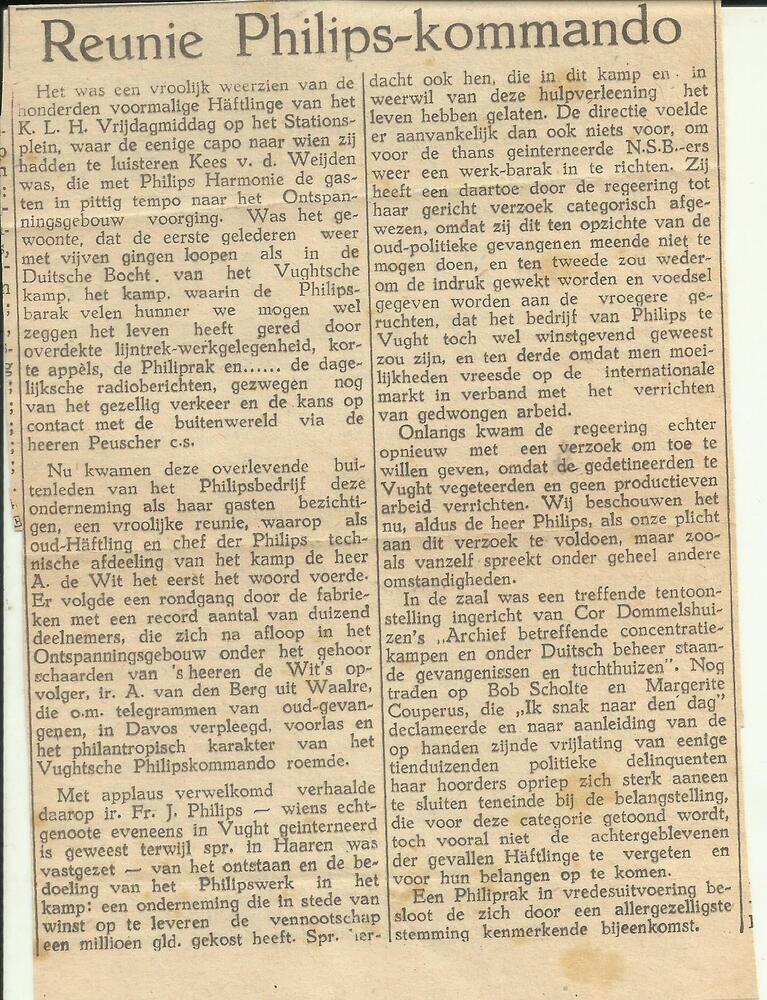 Reunie Philips-kommando
Het was een vroolijk weerzien van de
honderden voormalige Häftlinge van het
K. L. H. Vrijdagmiddag op het Stations-
plein, waar de eenige capo naar wien zij
hadden te luisteren Kees v. d. Weijden
was, die met Philips Harmonie de gas-
ten in pittig tempo naar het Ontspan-
ningsgebouw voorging. Was het ge-
woonte, dat de eerste gelederen weer
met vijven gingen loopen als in de
Duitsche Bocht. van het Vughtsche
kamp, het kamp, waarin de Philips-
barak velen hunner we mogen wel
zeggen het leven heeft gered door
overdekte lijntrek-werkgelegenheid, kor-
te appèls, de Philiprak en...... de dage-
lijksche radioberichten, gezwegen nog
van het gezellig verkeer en de kans op
contact met de buitenwereld via de
heeren Peuscher c.s.
Nu kwamen deze overlevende bui-
tenleden van het Philipsbedrijf deze
onderneming als haar gasten bezichti-
gen, een vroolijke reunie, waarop als
oud-Häftling en chef der Philips tech-
nische afdeeling van het kamp de heer
A. de Wit het eerst het woord voerde.
Er volgde een rondgang door de fabrie-
ken met een record aantal van duizend
deelnemers, die zich na afloop in het
Ontspanningsgebouw onder het gehoor
schaarden van 's heeren de Wit's op-
volger, ir. A. van den Berg uit Waalre,
die o.m. telegrammen van oud-gevan-
genen, in Davos verpleegd, voorlas en
het philantropisch karakter van het
Vughtsche Philipskommando roemde.
Met applaus verwelkomd verhaalde
daarop ir. Fr. J. Philips — wiens echt-
genoote eveneens in Vught geinterneerd
is geweest terwijl spr. in Haaren was
vastgezet — van het ontstaan en de be-
doeling van het Philipswerk in het
kamp: een onderneming die in stede van
winst op te leveren de vennootschap
een millioen gld. gekost heeft. Spr. her-
dacht ook hen, die in dit kamp en in
weerwil van deze hulpverleening het
leven hebben gelaten. De directie voelde
er aanvankelijk dan ook niets voor, om
voor de thans geinterneerde N.S.B.-ers
weer een werk-barak in te richten. Zij
heeft een daartoe door de regeering tot
haar gericht verzoek categorisch afge-
wezen, omdat zij dit ten opzichte van de
oud-politieke gevangenen meende niet te
mogen doen, en ten tweede zou weder-
om de indruk gewekt worden en voedsel
gegeven worden aan de vroegere ge-
ruchten, dat het bedrijf van Philips te
Vught toch wel winstgevend geweest
zou zijn, en ten derde omdat men moei-
lijkheden vreesde op de internationale
markt in verband met het verrichten
van gedwongen arbeid.
Onlangs kwam de regeering echter
opnieuw met een verzoek om toe te
willen geven, omdat de gedetineerden te
Vught vegeteerden en geen productieven
arbeid verrichten. Wij beschouwen het
nu, aldus de heer Philips, als onze plicht
aan dit verzoek te voldoen, maar zoo-
als vanzelf spreekt onder geheel andere
omstandigheden.
In de zaal was een treffende tentoon-
stelling ingericht van Cor Dommelshui-
zen's „Archief betreffende concentratie-
kampen en onder Duitsch beheer staan-
de gevangenissen en tuchthuizen”. Nog
traden op Bob Scholte en Margerite
Couperus, die „Ik snak naar den dag”
declameerde en naar aanleiding van de
op handen zijnde vrijlating van eenige
tienduizenden politieke delinquenten
haar hoorders opriep zich sterk aaneen
te sluiten teneinde bij de belangstelling,
die voor deze categorie getoond wordt,
toch vooral niet de achtergeblevenen
der gevallen Häftlinge te vergeten en
voor hun belangen op te komen.
Een Philiprak in vredesuitvoering be-
sloot de zich door een allergezelligste
stemming kenmerkende bijeenkomst.